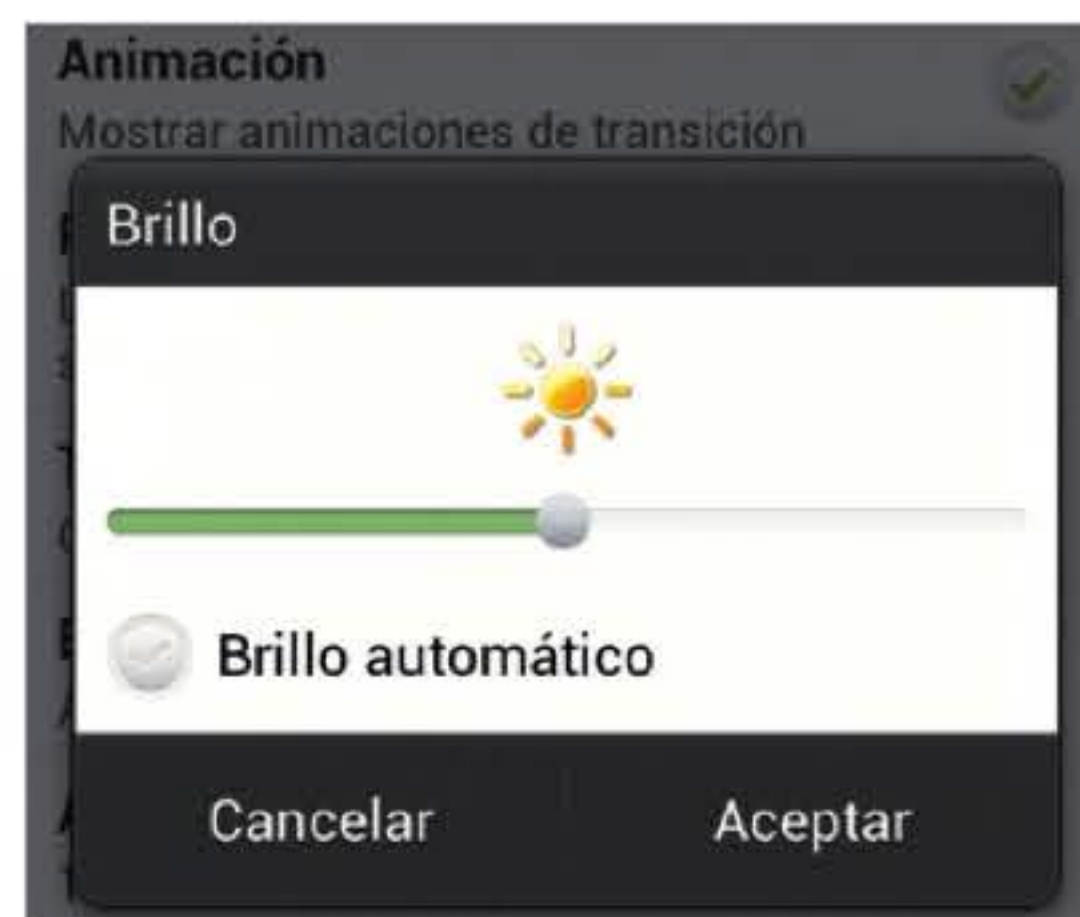 Animación
Mostrar animaciones de transición
Brillo
Brillo automático
Cancelar
Aceptar